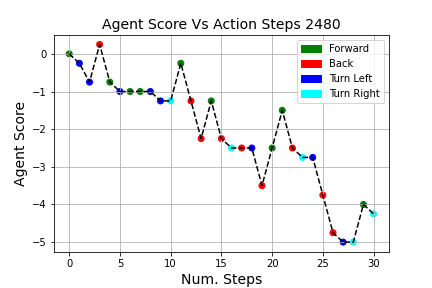 Agent Score Vs Action Steps 2480
Agent Score
0
−1
−2
−3
−4
−5
Forward
Back
Turn Left
Turn Right
0 5 10 15 20 25 30
Num. Steps